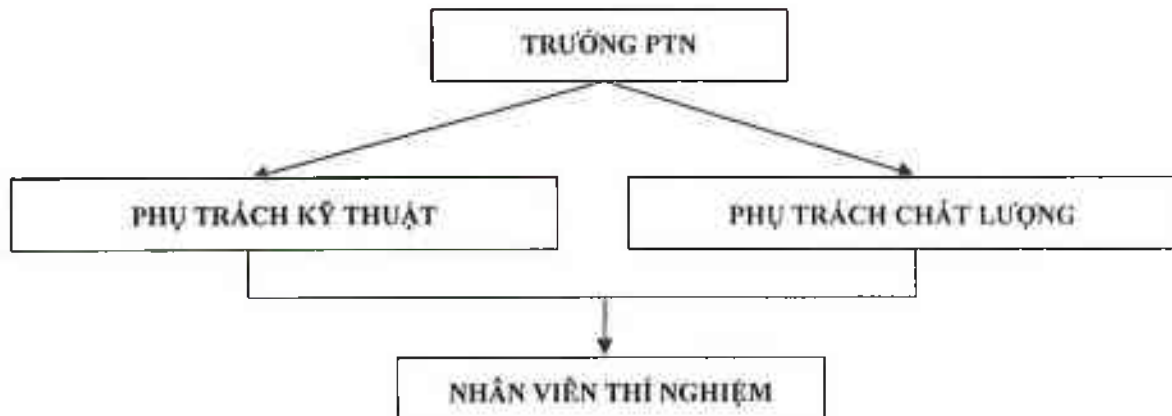 TRƯỞNG PTN
PHỤ TRÁCH KỸ THUẬT
PHỤ TRÁCH CHẤT LƯỢNG
NHÂN VIÊN THÍ NGHIỆM